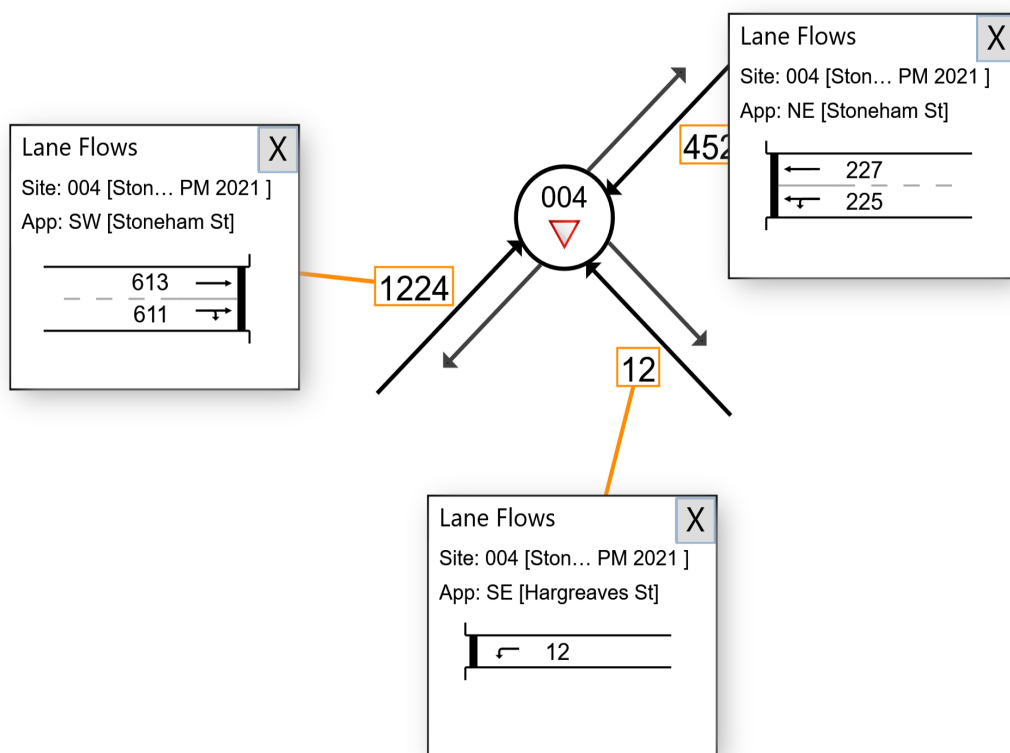 Lane Flows X
Site: 004 [Ston... PM 2021 ]
App: NE [Stoneham St]
227
225
452
004
Lane Flows X
Site: 004 [Ston... PM 2021 ]
App: SW [Stoneham St]
613
611
1224
12
Lane Flows X
Site: 004 [Ston... PM 2021 ]
App: SE [Hargreaves St]
12